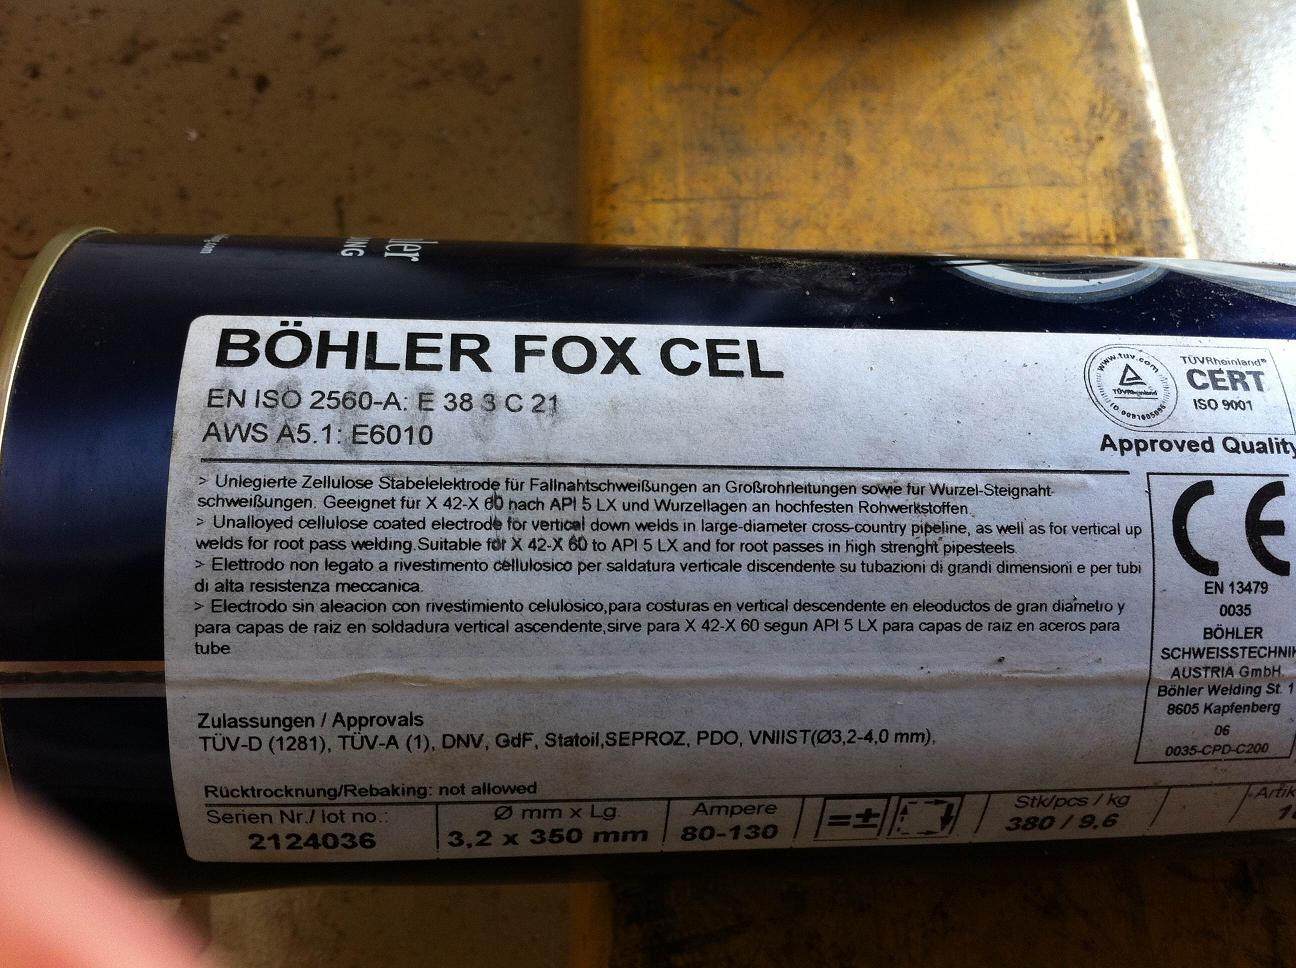 ler
NG
.com
BÖHLER FOX CEL
EN ISO 2560-A: E 38 3 C 21
AWS A5.1: E6010
www.tuv.com
TÜVRheinland
TÜVRheinland®
CERT
ISO 9001
Approved Quality
> Unlegierte Zellulose Stabelelektrode für Fallnahtschweißungen an Großrohrleitungen sowie für Wurzel-Steignaht-
schweißungen. Geeignet für X 42-X 60 nach API 5 LX und Wurzellagen an hochfesten Rohwerkstoffen.
> Unalloyed cellulose coated electrode for vertical down welds in large-diameter cross-country pipeline, as well as for vertical up
welds for root pass welding.Suitable for X 42-X 60 to API 5 LX and for root passes in high strenght pipesteels.
> Elettrodo non legato a rivestimento cellulosico per saldatura verticale discendente su tubazioni di grandi dimensioni e per tubi
di alta resistenza meccanica.
> Electrodo sin aleacion con rivestimiento celulosico,para costuras en vertical descendente en eleoductos de gran diametro y
para capas de raiz en soldadura vertical ascendente,sirve para X 42-X 60 segun API 5 LX para capas de raiz en aceros para
tube
CE
EN 13479
0035
BÖHLER
SCHWEISSTECHNIK
AUSTRIA GmbH.
Böhler Welding St. 1
8605 Kapfenberg
06
0035-CPD-C200
Zulassungen / Approvals
TÜV-D (1281), TÜV-A (1), DNV, GdF, Statoil,SEPROZ, PDO, VNIIST(Ø3,2-4,0 mm),
Rücktrocknung/Rebaking: not allowed
Serien Nr./ lot no.:
2124036
Ø mm x Lg.
3,2 x 350 mm
Ampere
80-130
=±
Stk/pcs / kg
380 / 9,6
Artik